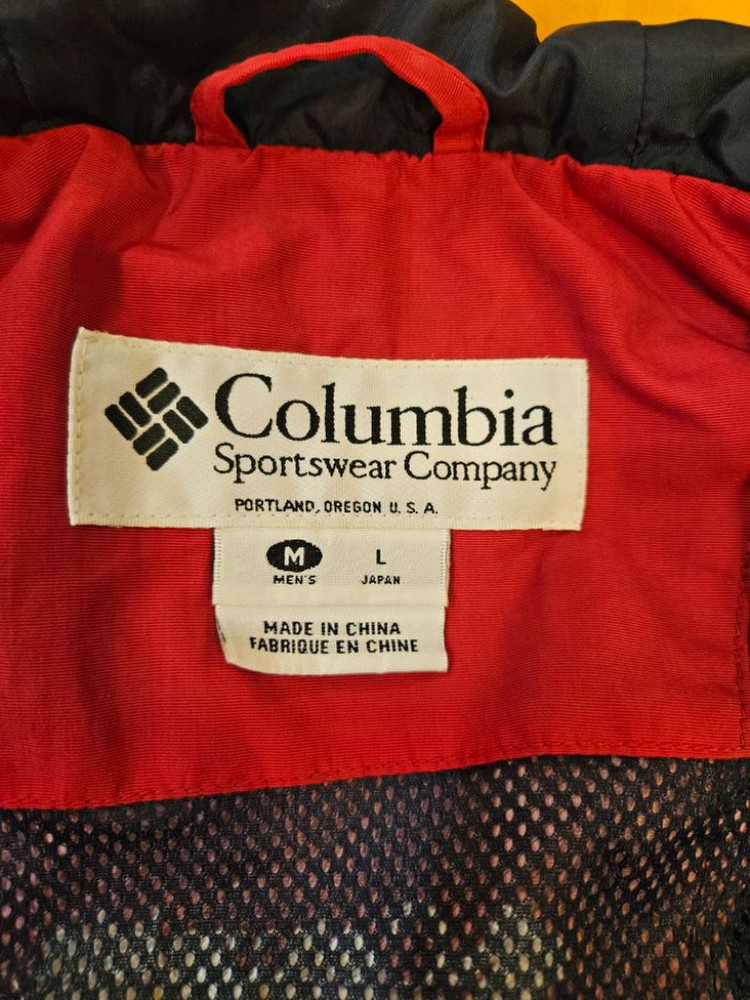 Columbia
Sportswear Company
PORTLAND, OREGON U. S. A.
M L
MEN'S JAPAN
MADE IN CHINA
FABRIQUE EN CHINE